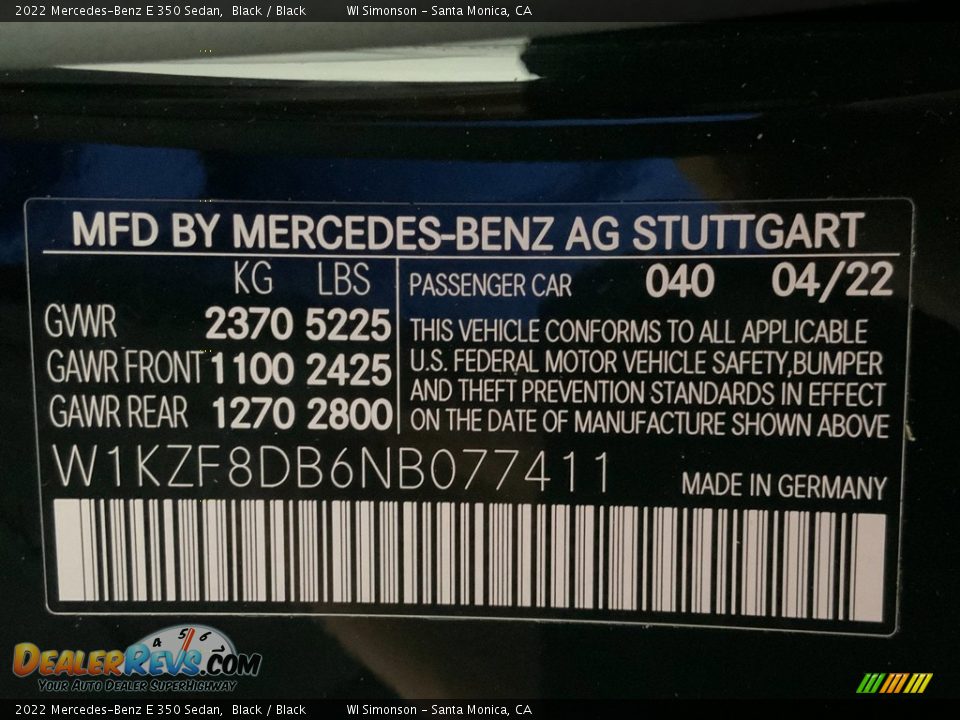 2022 Mercedes-Benz E 350 Sedan, Black / Black WI Simonson - Santa Monica, CA
MFD BY MERCEDES-BENZ AG STUTTGART
KG LBS
GVWR 2370 5225
GAWR FRONT 1100 2425
GAWR REAR 1270 2800
PASSENGER CAR 040 04/22
THIS VEHICLE CONFORMS TO ALL APPLICABLE
U.S. FEDERAL MOTOR VEHICLE SAFETY,BUMPER
AND THEFT PREVENTION STANDARDS IN EFFECT
ON THE DATE OF MANUFACTURE SHOWN ABOVE
W1KZF8DB6NB077411
MADE IN GERMANY
4 5 6
DEALERREVS.COM
YOUR AUTO DEALER SUPERHIGHWAY
2022 Mercedes-Benz E 350 Sedan, Black / Black WI Simonson - Santa Monica, CA